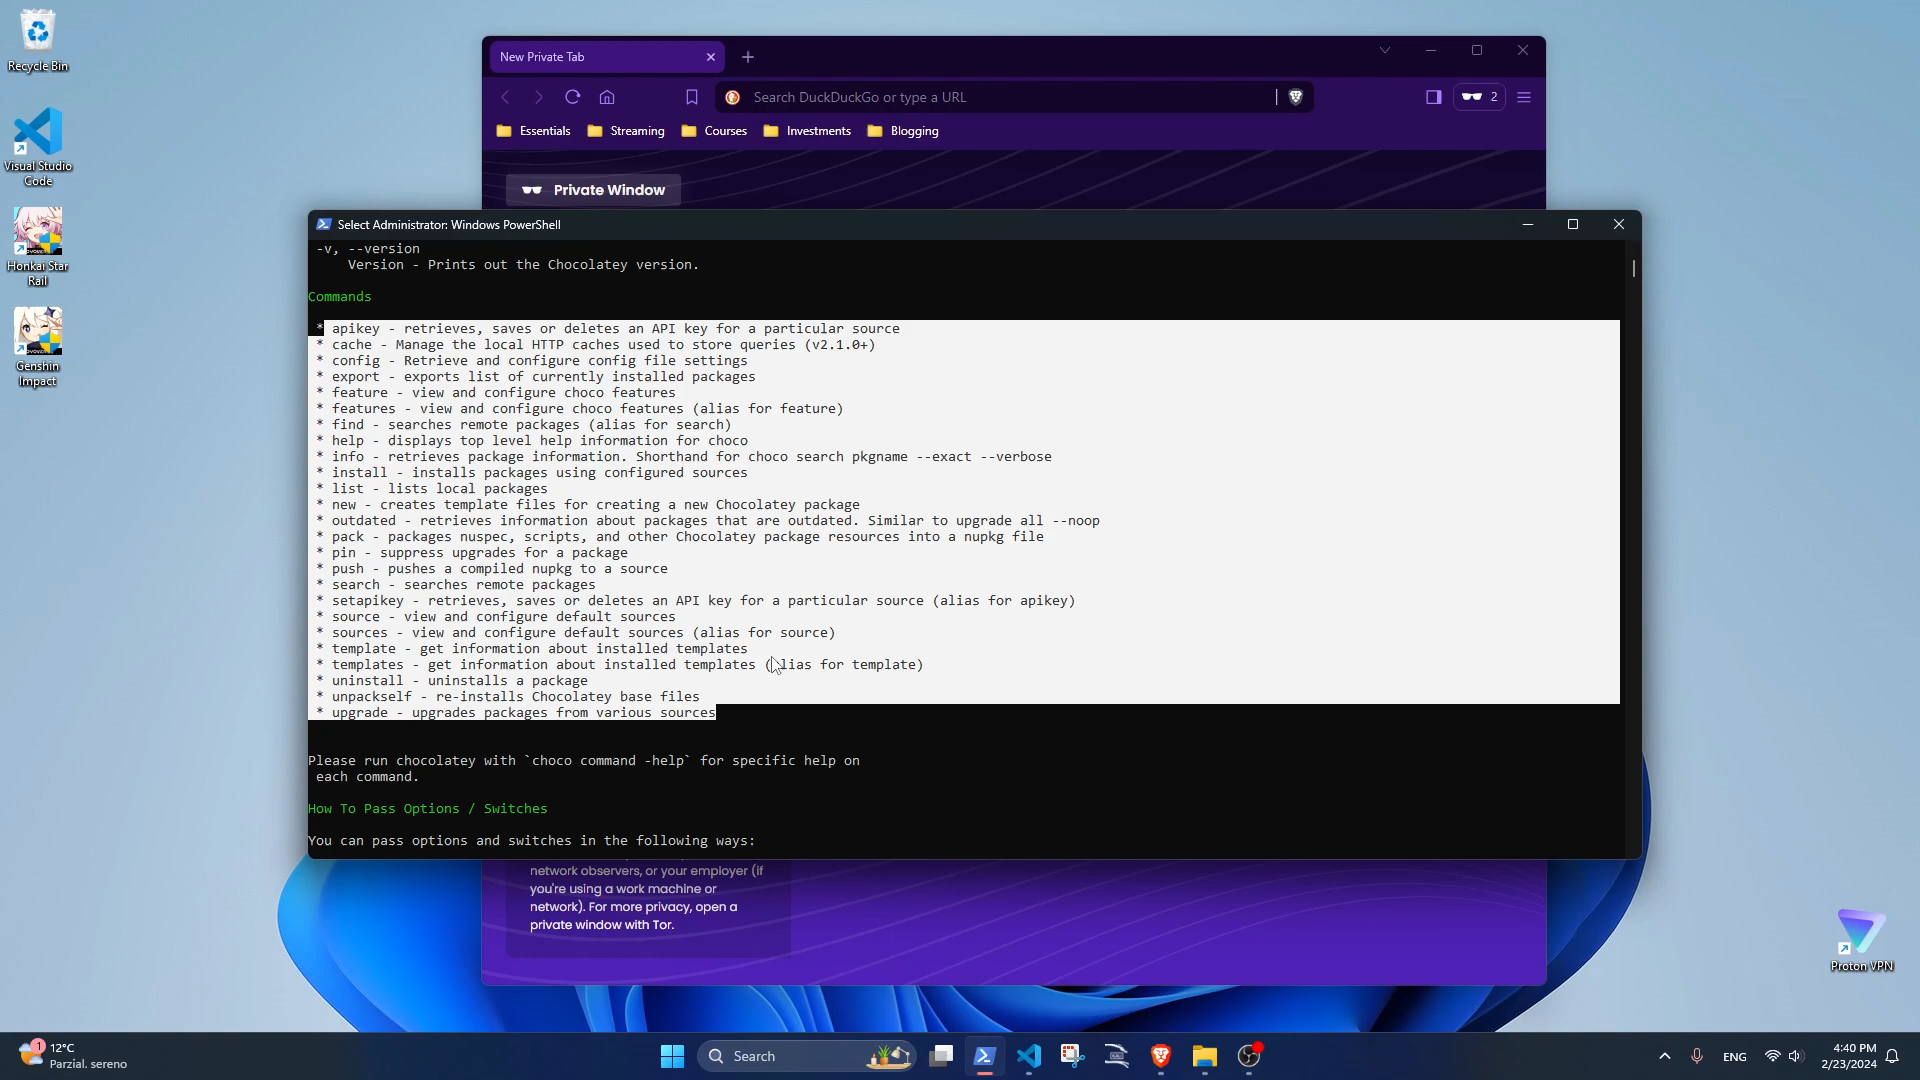 Recycle Bin
Visual Studio
Code
Honkai Star
Rail
Genshin
Impact
New Private Tab
Search DuckDuckGo or type a URL
2
Essentials
Streaming
Courses
Investments
Blogging
Private Window
Select Administrator: Windows PowerShell
-v, --version
Version - Prints out the Chocolatey version.
Commands
* apikey - retrieves, saves or deletes an API key for a particular source
* cache - Manage the local HTTP caches used to store queries (v2.1.0+)
* config - Retrieve and configure config file settings
* export - exports list of currently installed packages
* feature - view and configure choco features
* features - view and configure choco features (alias for feature)
* find - searches remote packages (alias for search)
* help - displays top level help information for choco
* info - retrieves package information. Shorthand for choco search pkgname --exact --verbose
* install - installs packages using configured sources
* list - lists local packages
* new - creates template files for creating a new Chocolatey package
* outdated - retrieves information about packages that are outdated. Similar to upgrade all --noop
* pack - packages nuspec, scripts, and other Chocolatey package resources into a nupkg file
* pin - suppress upgrades for a package
* push - pushes a compiled nupkg to a source
* search - searches remote packages
* setapikey - retrieves, saves or deletes an API key for a particular source (alias for apikey)
* source - view and configure default sources
* sources - view and configure default sources (alias for source)
* template - get information about installed templates
* templates - get information about installed templates (alias for template)
* uninstall - uninstalls a package
* unpackself - re-installs Chocolatey base files
* upgrade - upgrades packages from various sources
Please run chocolatey with `choco command -help` for specific help on
each command.
How To Pass Options / Switches
You can pass options and switches in the following ways:
network observers, or your employer (if
you're using a work machine or
network). For more privacy, open a
private window with Tor.
Proton VPN
1
12°C
Parzial. sereno
Search
ENG
4:40 PM
2/23/2024